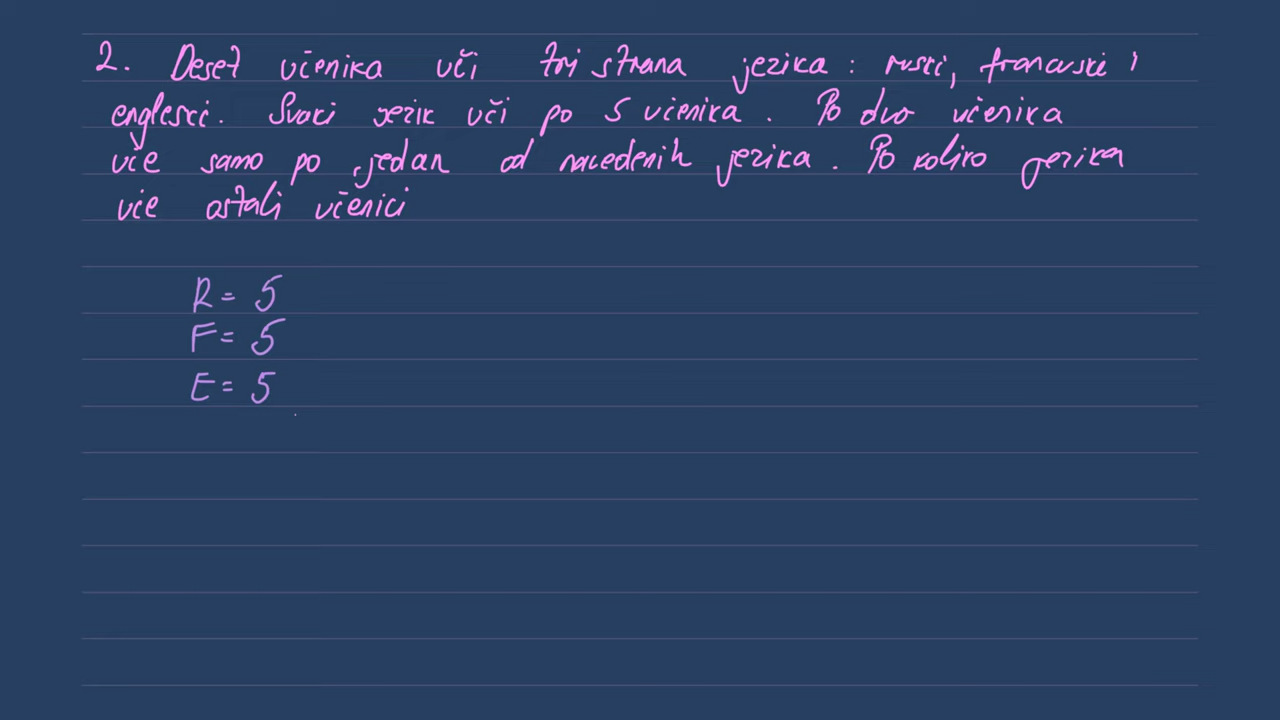 2. Deset učenika uči tri strana jezika : ruski, francuski i
engleski. Svaki jezik uči po 5 učenika. Po dvo učenika
uče samo po jedan od navedenih jezika. Po koliko jezika
uče ostali učenici
R = 5
F = 5
E = 5